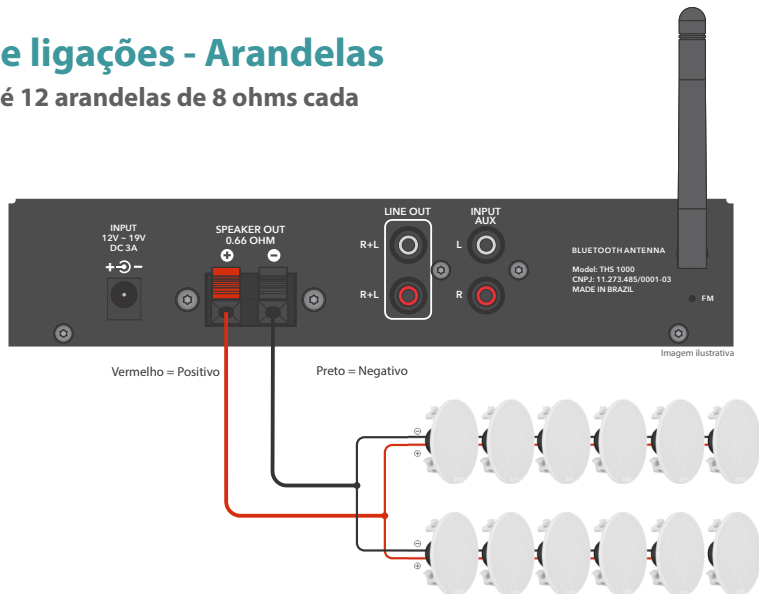 e ligações - Arandelas
é 12 arandelas de 8 ohms cada
INPUT
12V ~ 19V
DC 3A
+ -
SPEAKER OUT
0.66 OHM
+ -
LINE OUT
R+L
R+L
INPUT
AUX
L
R
BLUETOOTH ANTENNA
Model: THS 1000
CNPJ: 11.273.485/0001-03
MADE IN BRAZIL
FM
Imagem ilustrativa
Vermelho = Positivo
Preto = Negativo
-
+
-
+